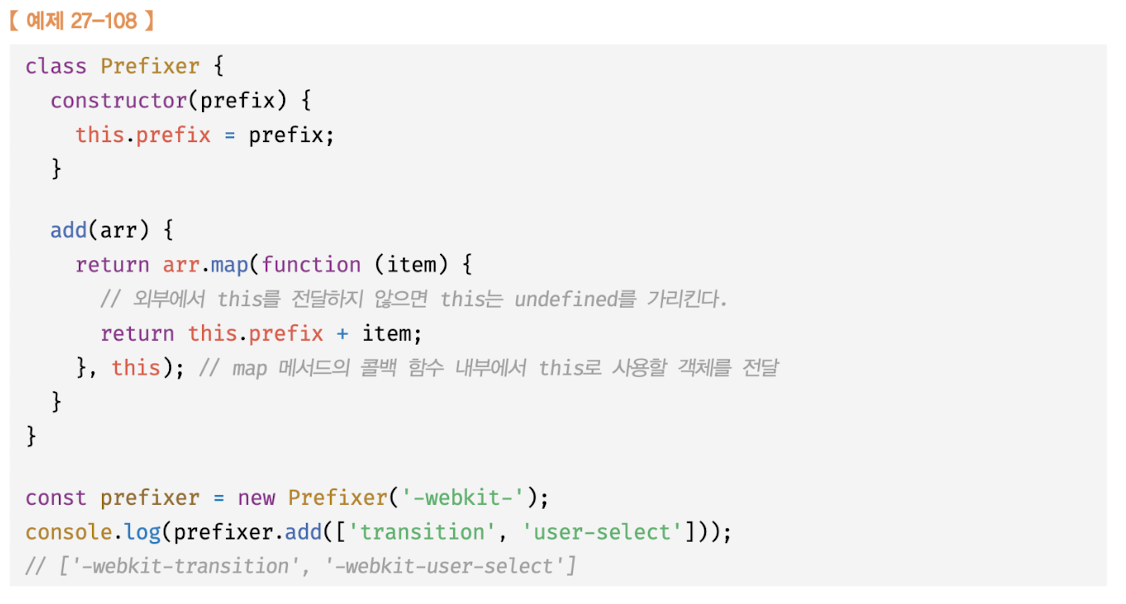 【 예제 27-108 】
class Prefixer {
  constructor(prefix) {
    this.prefix = prefix;
  }

  add(arr) {
    return arr.map(function (item) {
      // 외부에서 this를 전달하지 않으면 this는 undefined를 가리킨다.
      return this.prefix + item;
    }, this); // map 메서드의 콜백 함수 내부에서 this로 사용할 객체를 전달
  }
}

const prefixer = new Prefixer('-webkit-');
console.log(prefixer.add(['transition', 'user-select']));
// ['-webkit-transition', '-webkit-user-select']